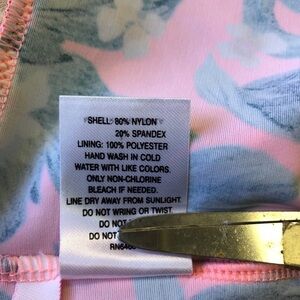 SHELL: 80% NYLON
20% SPANDEX
LINING: 100% POLYESTER
HAND WASH IN COLD
WATER WITH LIKE COLORS.
ONLY NON-CHLORINE
BLEACH IF NEEDED.
LINE DRY AWAY FROM SUNLIGHT.
DO NOT WRING OR TWIST.
DO NOT
DO NOT